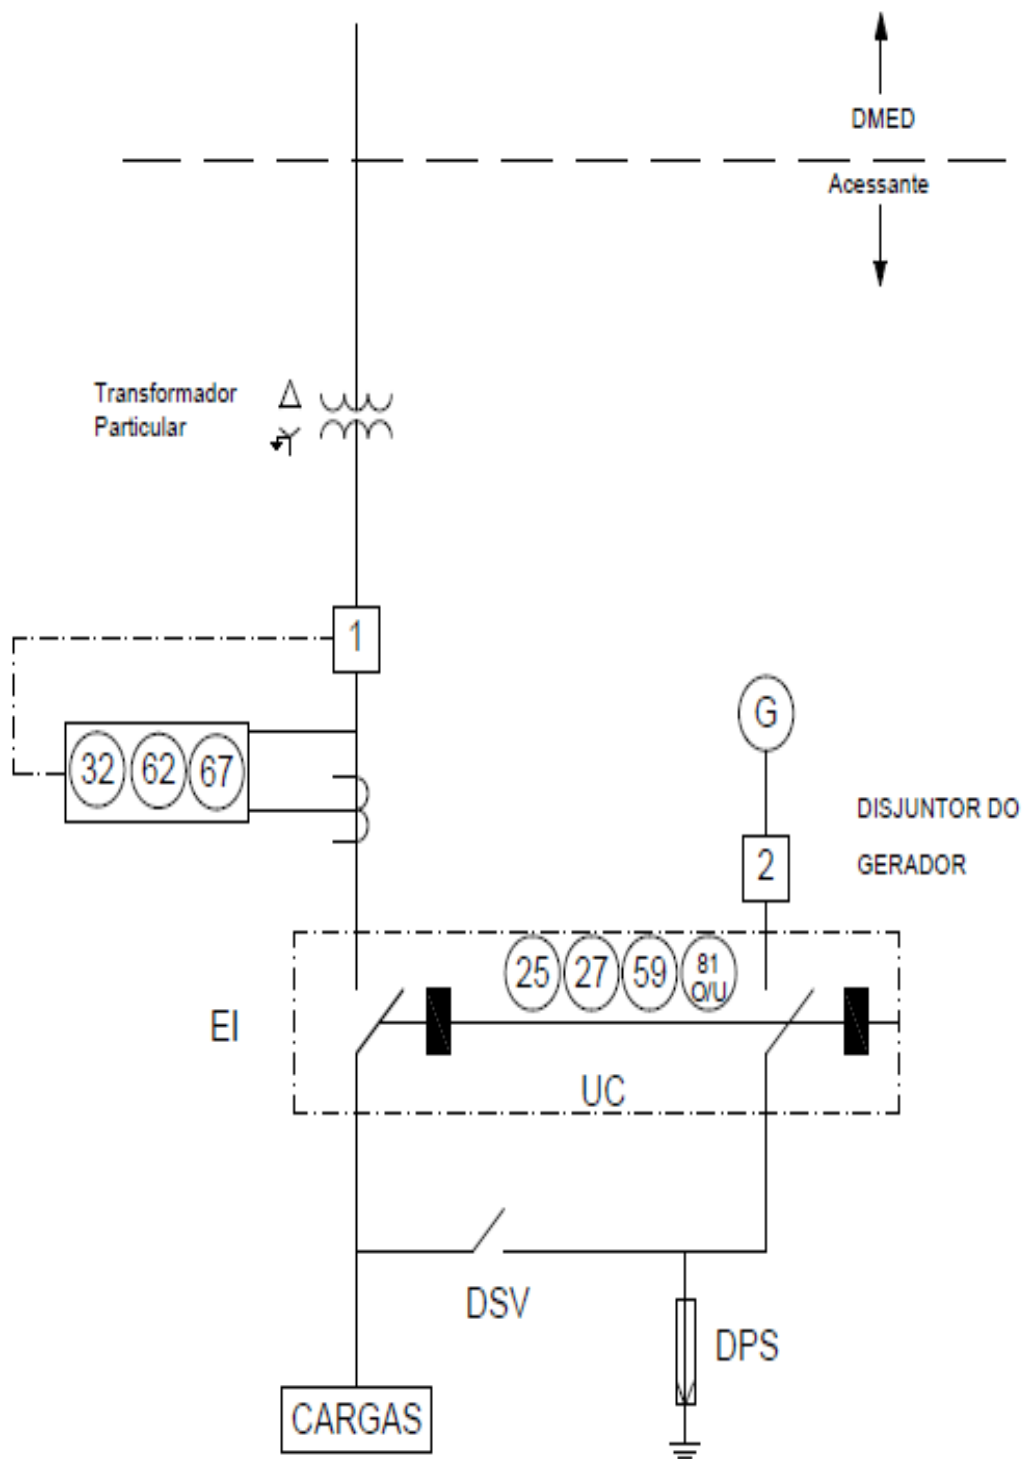 DMED
Acessante
Transformador
Particular
1
G
32 62 67
DISJUNTOR DO
GERADOR
2
25 27 59 81
O/U
EI
UC
DSV
DPS
CARGAS